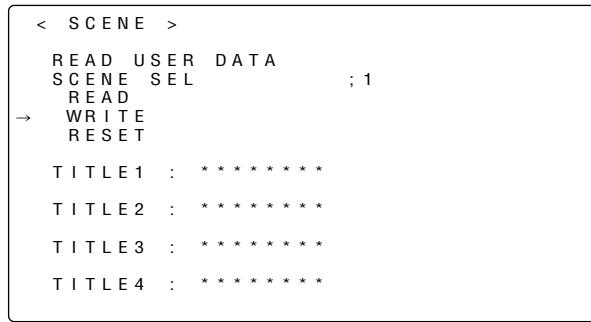 < SCENE >
READ USER DATA
SCENE SEL ;1
READ
→ WRITE
RESET
TITLE1 : ********
TITLE2 : ********
TITLE3 : ********
TITLE4 : ********